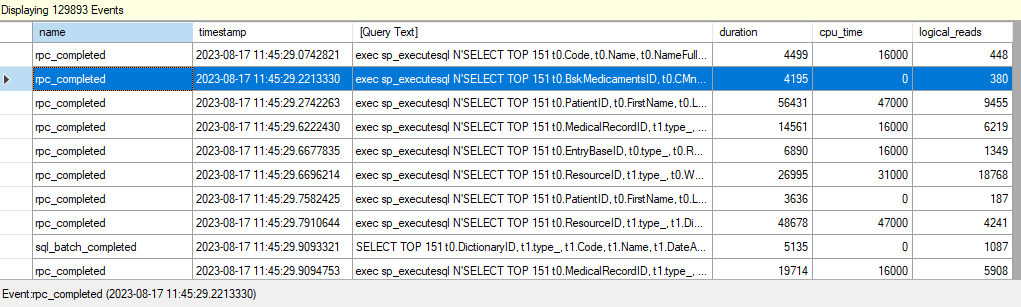 Displaying 129893 Events
name timestamp [Query Text] duration cpu_time logical_reads
rpc_completed 2023-08-17 11:45:29.0742821 exec sp_executesql N'SELECT TOP 151 t0.Code, t0.Name, t0.NameFull... 4499 16000 448
rpc_completed 2023-08-17 11:45:29.2213330 exec sp_executesql N'SELECT TOP 151 t0.BskMedicamentsID, t0.CMn... 4195 0 380
rpc_completed 2023-08-17 11:45:29.2742263 exec sp_executesql N'SELECT TOP 151 t0.PatientID, t0.FirstName, t0.L... 56431 47000 9455
rpc_completed 2023-08-17 11:45:29.6222430 exec sp_executesql N'SELECT TOP 151 t0.MedicalRecordID, t1.type_, ... 14561 16000 6219
rpc_completed 2023-08-17 11:45:29.6677835 exec sp_executesql N'SELECT TOP 151 t0.EntryBaseID, t0.type_, t0.R... 6890 16000 1349
rpc_completed 2023-08-17 11:45:29.6696214 exec sp_executesql N'SELECT TOP 151 t0.ResourceID, t1.type_, t0.W... 26995 31000 18768
rpc_completed 2023-08-17 11:45:29.7582425 exec sp_executesql N'SELECT TOP 151 t0.PatientID, t0.FirstName, t0.L... 3636 0 187
rpc_completed 2023-08-17 11:45:29.7910644 exec sp_executesql N'SELECT TOP 151 t0.ResourceID, t1.type_, t1.Di... 48678 47000 4241
sql_batch_completed 2023-08-17 11:45:29.9093321 SELECT TOP 151 t0.DictionaryID, t1.type_, t1.Code, t1.Name, t1.DateA... 5135 0 1087
rpc_completed 2023-08-17 11:45:29.9094753 exec sp_executesql N'SELECT TOP 151 t0.MedicalRecordID, t1.type_, ... 19714 16000 5908
Event:rpc_completed (2023-08-17 11:45:29.2213330)